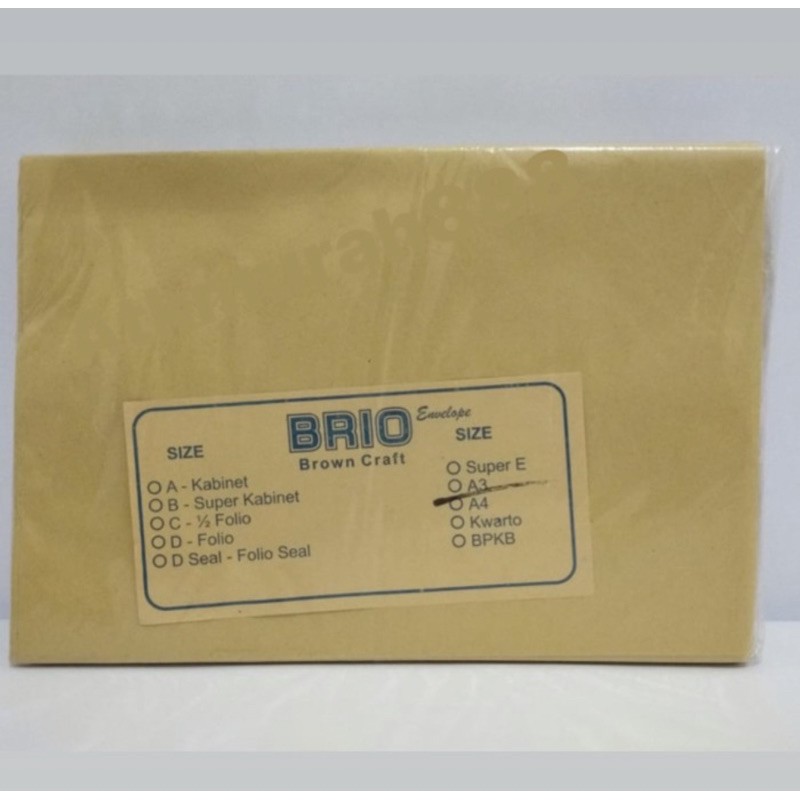 BRIO Envelope
Brown Craft
SIZE
A - Kabinet
B - Super Kabinet
C - ½ Folio
D - Folio
D Seal - Folio Seal
SIZE
Super E
A3
A4
Kwarto
BPKB